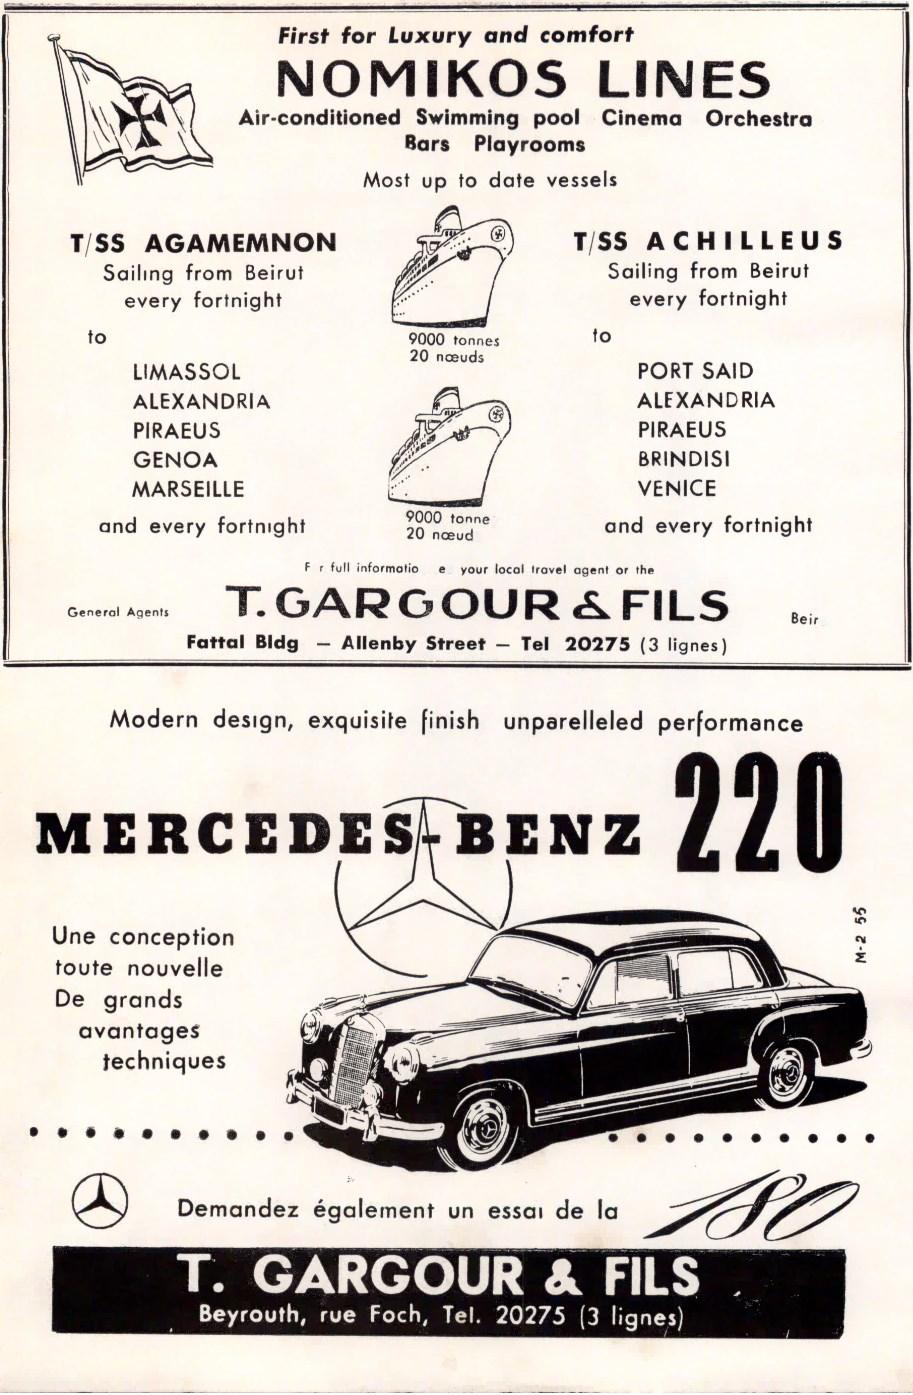 First for Luxury and comfort
NOMIKOS LINES
Air-conditioned Swimming pool Cinema Orchestra
Bars Playrooms
Most up to date vessels
T/SS AGAMEMNON
Sailing from Beirut
every fortnight
to
LIMASSOL
ALEXANDRIA
PIRAEUS
GENOA
MARSEILLE
and every fortnight
9000 tonnes
20 nœuds
9000 tonne
20 nœud
T/SS ACHILLEUS
Sailing from Beirut
every fortnight
to
PORT SAID
ALEXANDRIA
PIRAEUS
BRINDISI
VENICE
and every fortnight
F r full informatio e your local travel agent or the
General Agents T. GARGOUR & FILS Beir
Fattal Bldg — Allenby Street — Tel 20275 (3 lignes)
Modern design, exquisite finish unparelleled performance
MERCEDES-BENZ 220
Une conception
toute nouvelle
De grands
avantages
techniques
M-2 55
Demandez également un essai de la 180
T. GARGOUR & FILS
Beyrouth, rue Foch, Tel. 20275 (3 lignes)